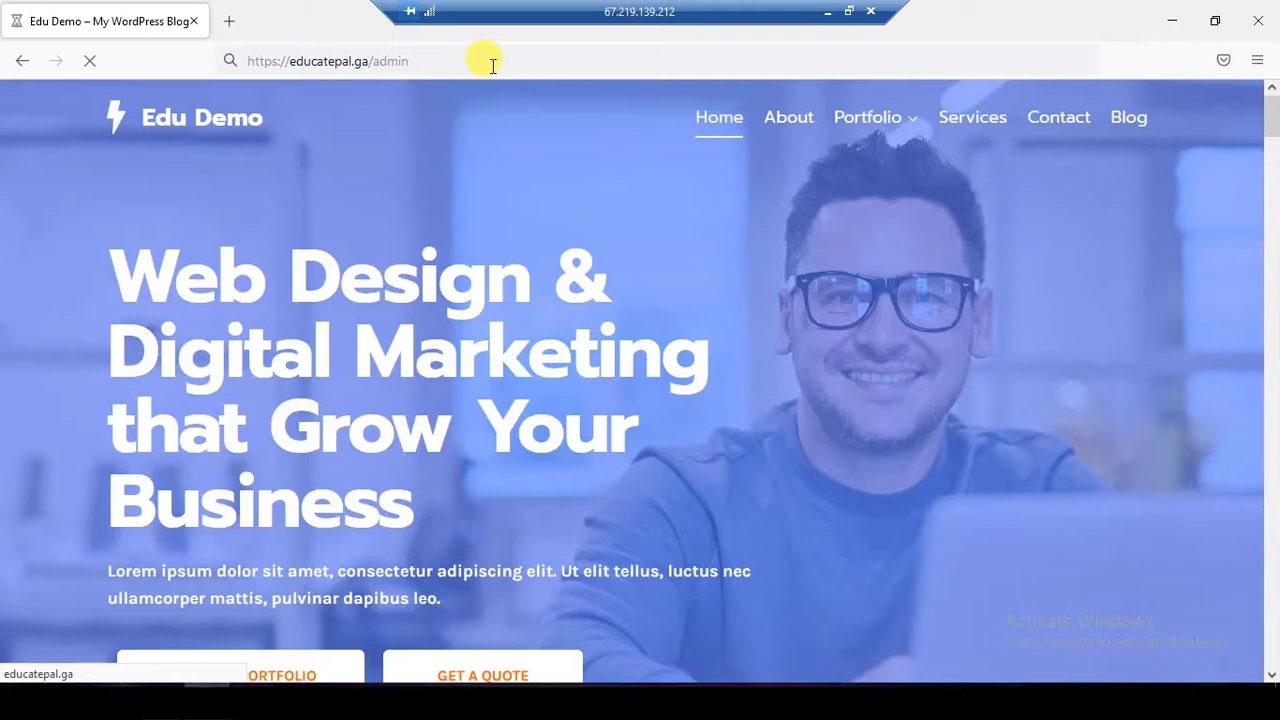 67.219.139.212
Edu Demo – My WordPress Blog
https://educatepal.ga/admin
Edu Demo
Home About Portfolio Services Contact Blog
Web Design &
Digital Marketing
that Grow Your
Business
Lorem ipsum dolor sit amet, consectetur adipiscing elit. Ut elit tellus, luctus nec
ullamcorper mattis, pulvinar dapibus leo.
Activate Windows
educatepal.ga
ORTFOLIO GET A QUOTE